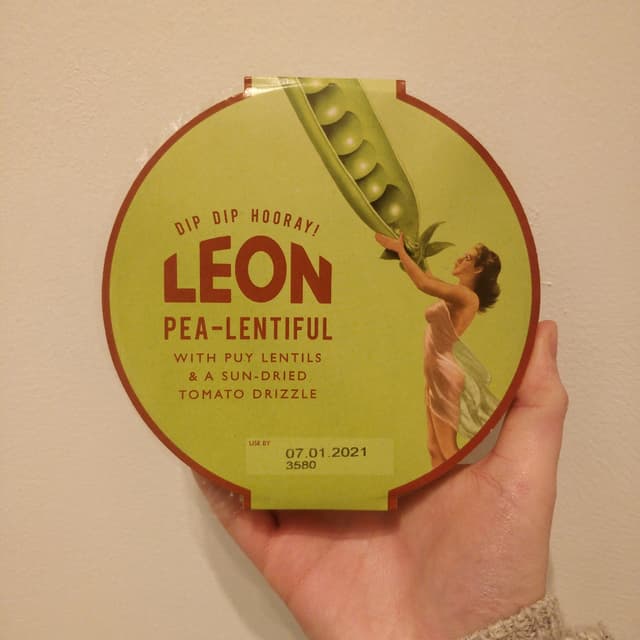 DIP DIP HOORAY!
LEON
PEA-LENTIFUL
WITH PUY LENTILS
& A SUN-DRIED
TOMATO DRIZZLE
USE BY
07.01.2021
3580